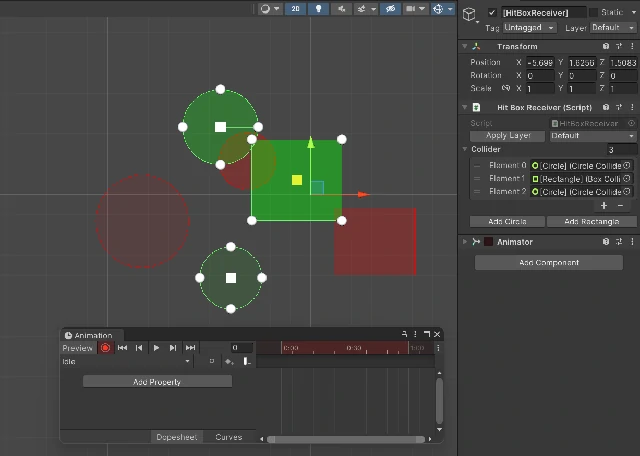 2D
[HitBoxReceiver]
Static
Tag Untagged Layer Default
Transform
Position X -5.699 Y 1.6256 Z 1.5083
Rotation X 0 Y 0 Z 0
Scale X 1 Y 1 Z 1
Hit Box Receiver (Script)
Script HitBoxReceiver
Apply Layer Default
Collider 3
Element 0 [Circle] (Circle Collide
Element 1 [Rectangle] (Box Colli
Element 2 [Circle] (Circle Collide
+ −
Add Circle Add Rectangle
Animator
Add Component
Animation
Preview 0 0:00 0:30 1:00
Idle
Add Property
Dopesheet Curves